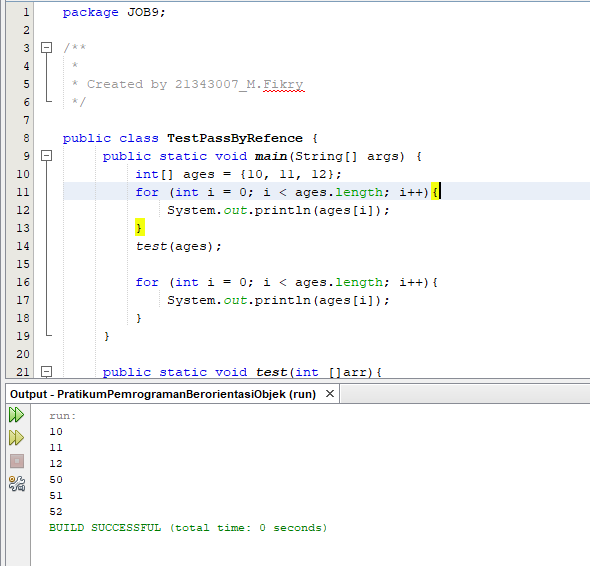 1 package JOB9;
2
3 /**
4 *
5 * Created by 21343007_M.Fikry
6 */
7
8 public class TestPassByRefence {
9 public static void main(String[] args) {
10 int[] ages = {10, 11, 12};
11 for (int i = 0; i < ages.length; i++){
12 System.out.println(ages[i]);
13 }
14 test(ages);
15
16 for (int i = 0; i < ages.length; i++){
17 System.out.println(ages[i]);
18 }
19 }
20
21 public static void test(int []arr){
Output - PratikumPemrogramanBerorientasiObjek (run) ×
run:
10
11
12
50
51
52
BUILD SUCCESSFUL (total time: 0 seconds)